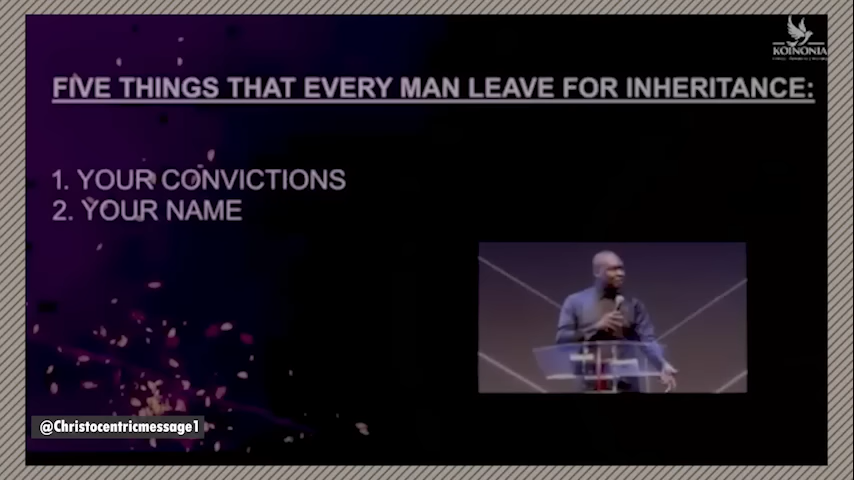 KOINONIA
FIVE THINGS THAT EVERY MAN LEAVE FOR INHERITANCE:
1. YOUR CONVICTIONS
2. YOUR NAME
@Christocentricmessage1